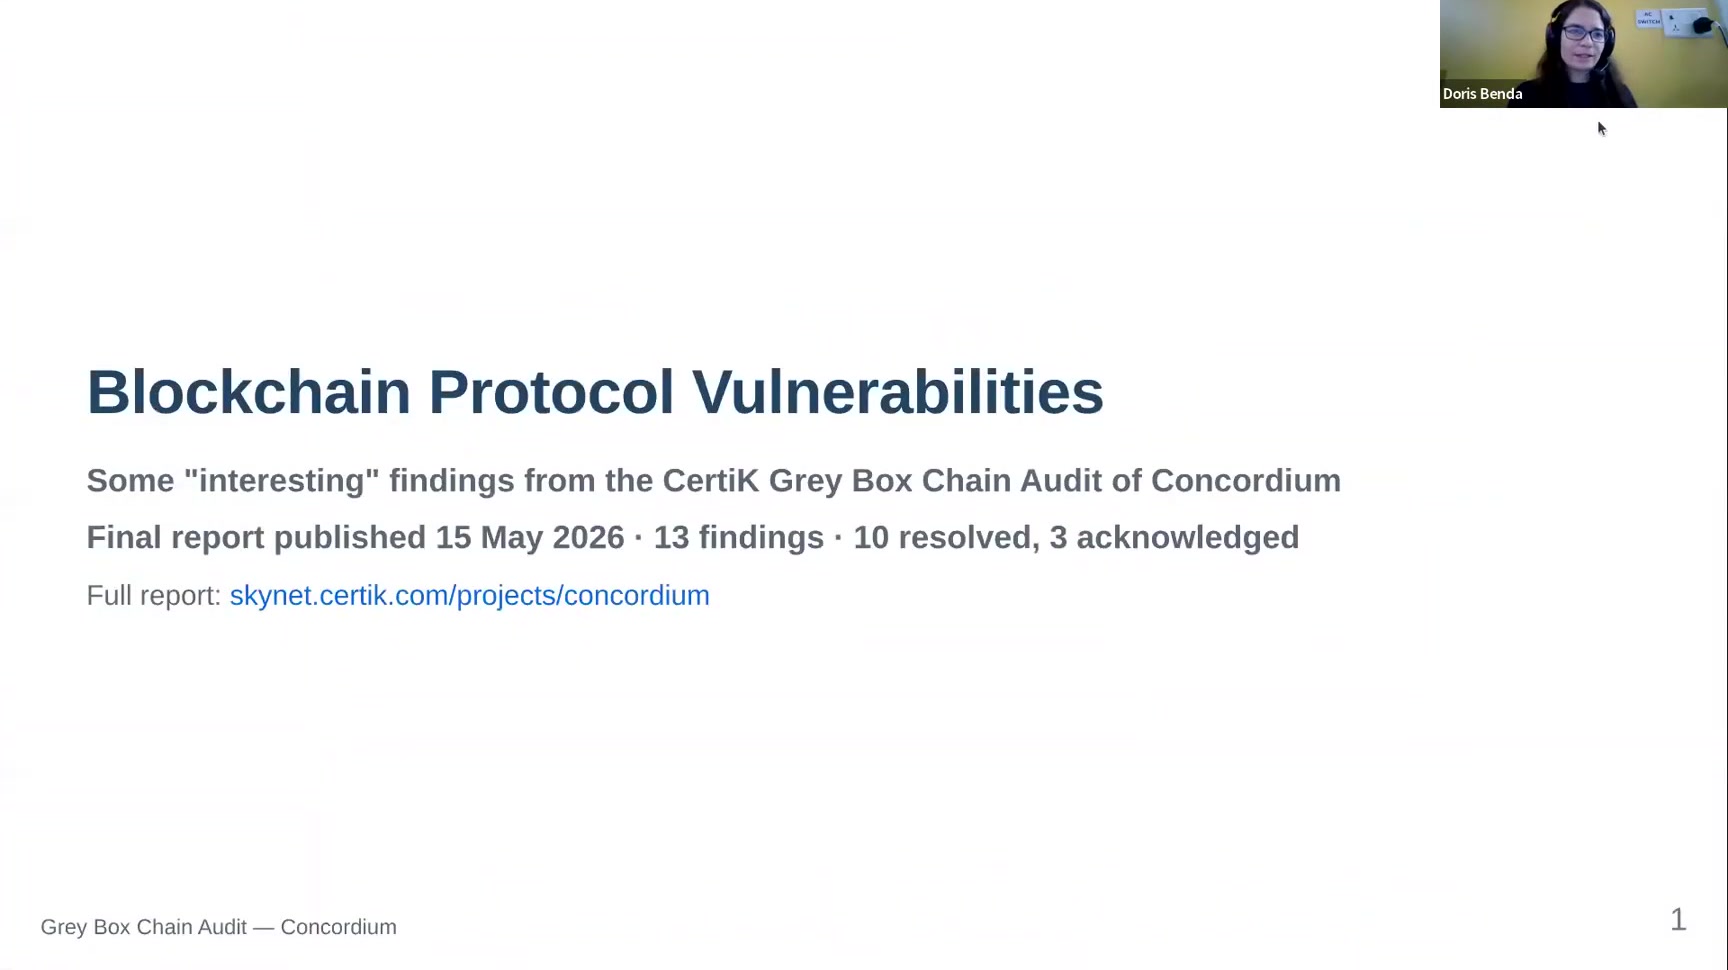 AC
SWITCH
Doris Benda
Blockchain Protocol Vulnerabilities
Some "interesting" findings from the CertiK Grey Box Chain Audit of Concordium
Final report published 15 May 2026 · 13 findings · 10 resolved, 3 acknowledged
Full report: skynet.certik.com/projects/concordium
Grey Box Chain Audit — Concordium
1